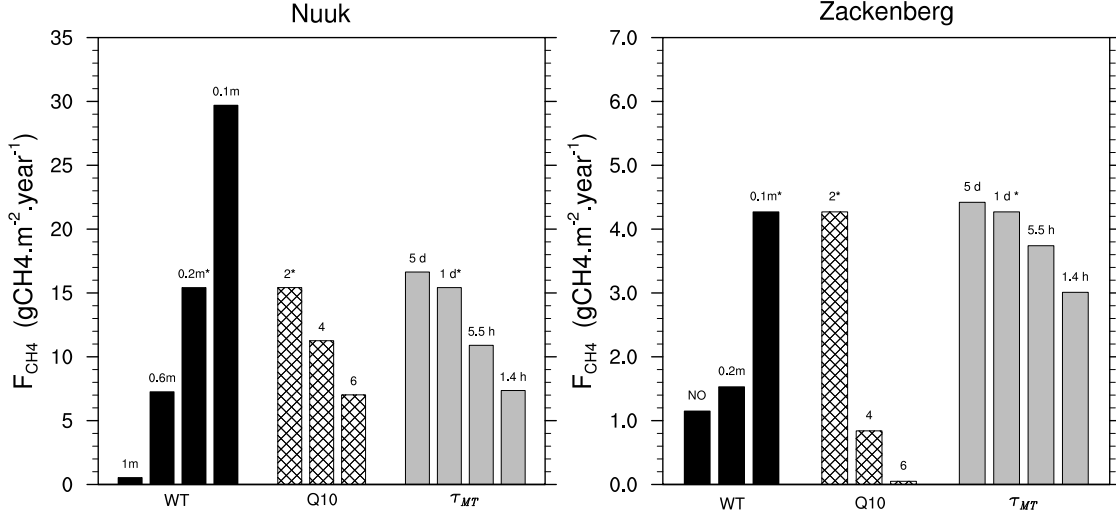 Nuuk
F_CH4 (gCH4.m⁻².year⁻¹)
35
30
25
20
15
10
5
0
1m
0.6m
0.2m*
0.1m
2*
4
6
5 d
1 d*
5.5 h
1.4 h
WT
Q10
τ_MT
Zackenberg
F_CH4 (gCH4.m⁻².year⁻¹)
7.0
6.0
5.0
4.0
3.0
2.0
1.0
0.0
NO
0.2m
0.1m*
2*
4
6
5 d
1 d *
5.5 h
1.4 h
WT
Q10
τ_MT